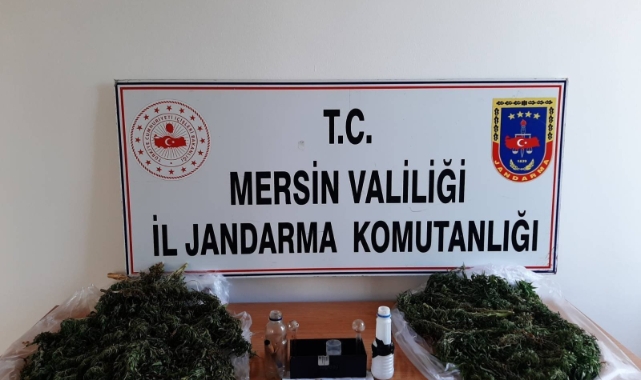 T.C.
MERSİN VALİLİĞİ
İL JANDARMA KOMUTANLIĞI
JANDARMA